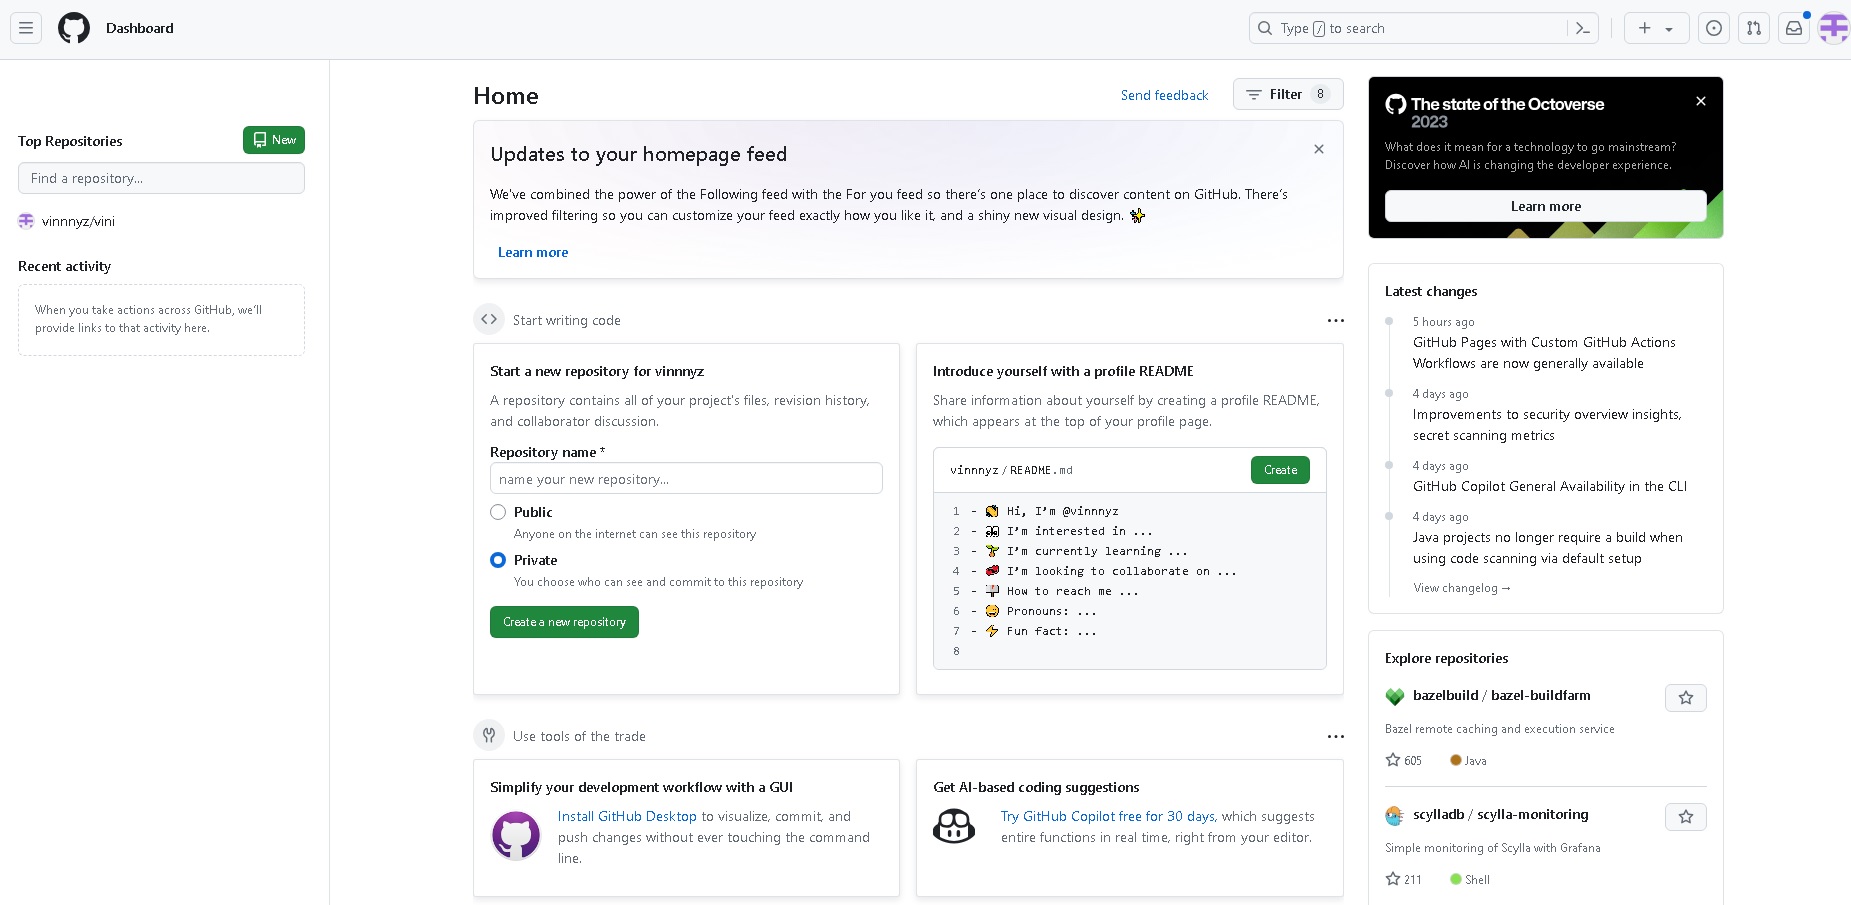 Dashboard
Type / to search
Top Repositories
New
Find a repository...
vinnnyz/vini
Recent activity
When you take actions across GitHub, we'll
provide links to that activity here.
Home
Send feedback
Filter 8
Updates to your homepage feed
We've combined the power of the Following feed with the For you feed so there's one place to discover content on GitHub. There's
improved filtering so you can customize your feed exactly how you like it, and a shiny new visual design. ✨
Learn more
Start writing code
Start a new repository for vinnnyz
A repository contains all of your project's files, revision history,
and collaborator discussion.
Repository name *
name your new repository...
Public
Anyone on the internet can see this repository
Private
You choose who can see and commit to this repository
Create a new repository
Introduce yourself with a profile README
Share information about yourself by creating a profile README,
which appears at the top of your profile page.
vinnnyz / README.md
Create
1 - 👋 Hi, I'm @vinnnyz
2 - 👀 I'm interested in ...
3 - 🌱 I'm currently learning ...
4 - 💞️ I'm looking to collaborate on ...
5 - 📫 How to reach me ...
6 - 😄 Pronouns: ...
7 - ⚡ Fun fact: ...
8
Use tools of the trade
Simplify your development workflow with a GUI
Install GitHub Desktop to visualize, commit, and
push changes without ever touching the command
line.
Get AI-based coding suggestions
Try GitHub Copilot free for 30 days, which suggests
entire functions in real time, right from your editor.
The state of the Octoverse
2023
What does it mean for a technology to go mainstream?
Discover how AI is changing the developer experience.
Learn more
Latest changes
5 hours ago
GitHub Pages with Custom GitHub Actions
Workflows are now generally available
4 days ago
Improvements to security overview insights,
secret scanning metrics
4 days ago
GitHub Copilot General Availability in the CLI
4 days ago
Java projects no longer require a build when
using code scanning via default setup
View changelog →
Explore repositories
bazelbuild / bazel-buildfarm
Bazel remote caching and execution service
605 Java
scylladb / scylla-monitoring
Simple monitoring of Scylla with Grafana
211 Shell